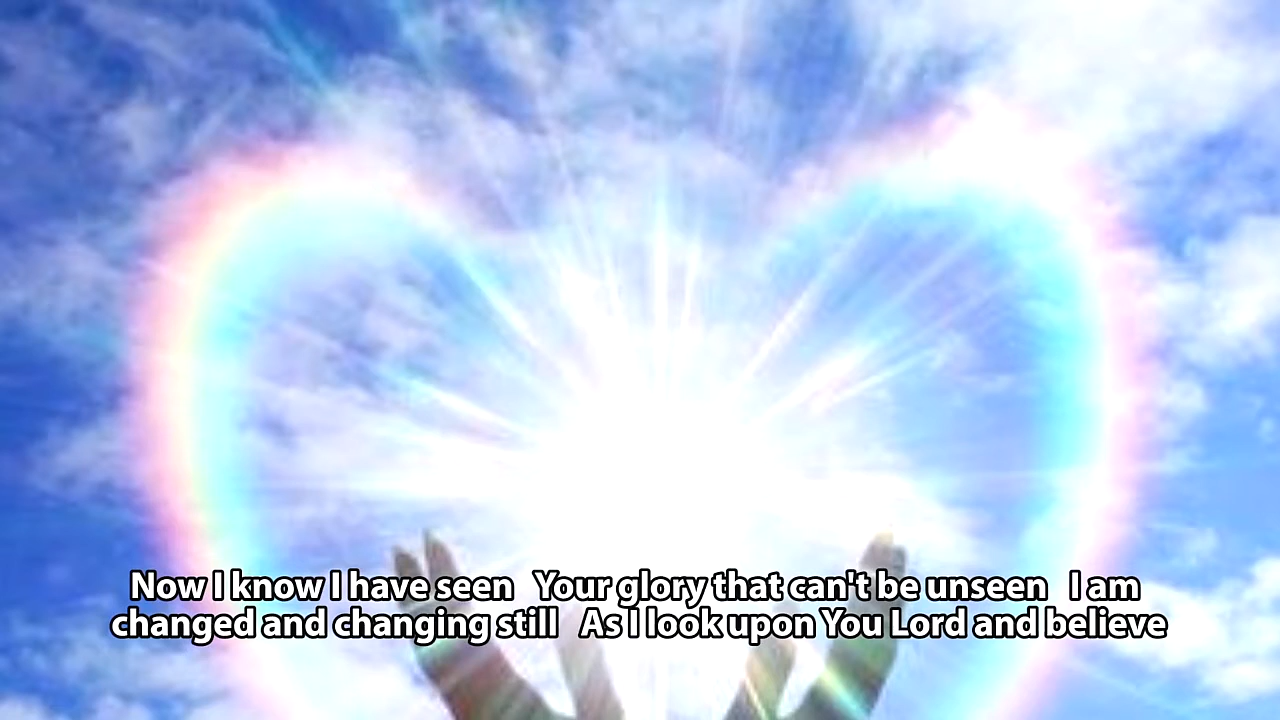 Now I know I have seen   Your glory that can't be unseen   I am
changed and changing still   As I look upon You Lord and believe